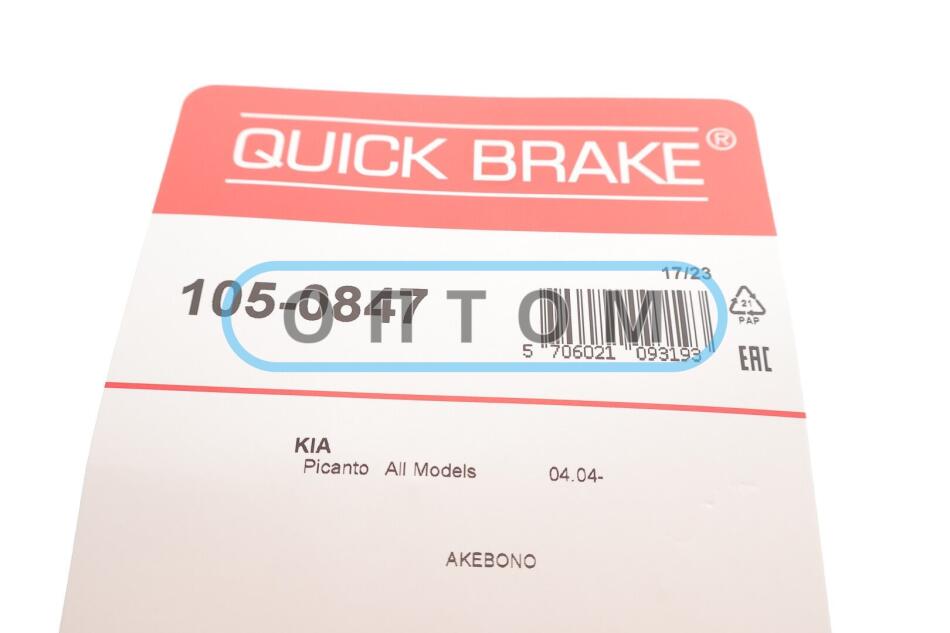 QUICK BRAKE®
17/23
105-0847
ОПТОМ
5 706021 093193
21
PAP
EAC
KIA
Picanto All Models 04.04-
AKEBONO